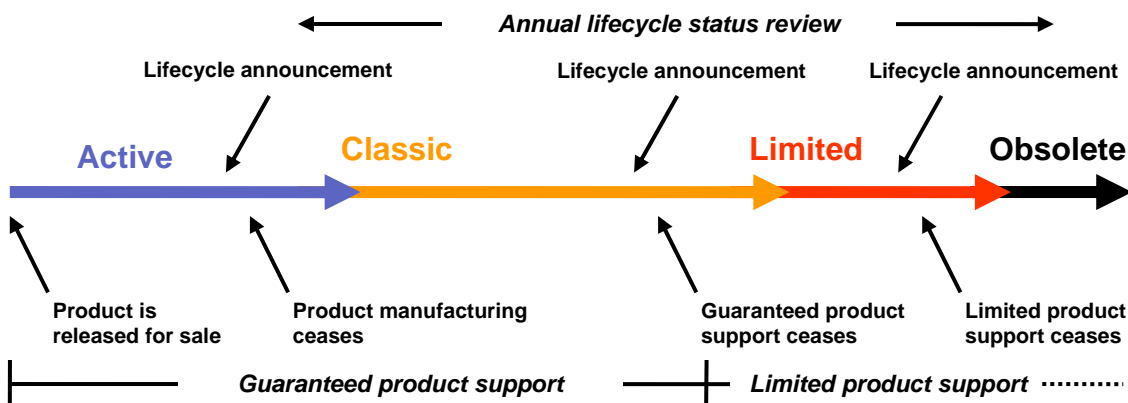 Annual lifecycle status review
Lifecycle announcement
Lifecycle announcement
Lifecycle announcement
Active
Classic
Limited
Obsolete
Product is
released for sale
Product manufacturing
ceases
Guaranteed product
support ceases
Limited product
support ceases
Guaranteed product support
Limited product support